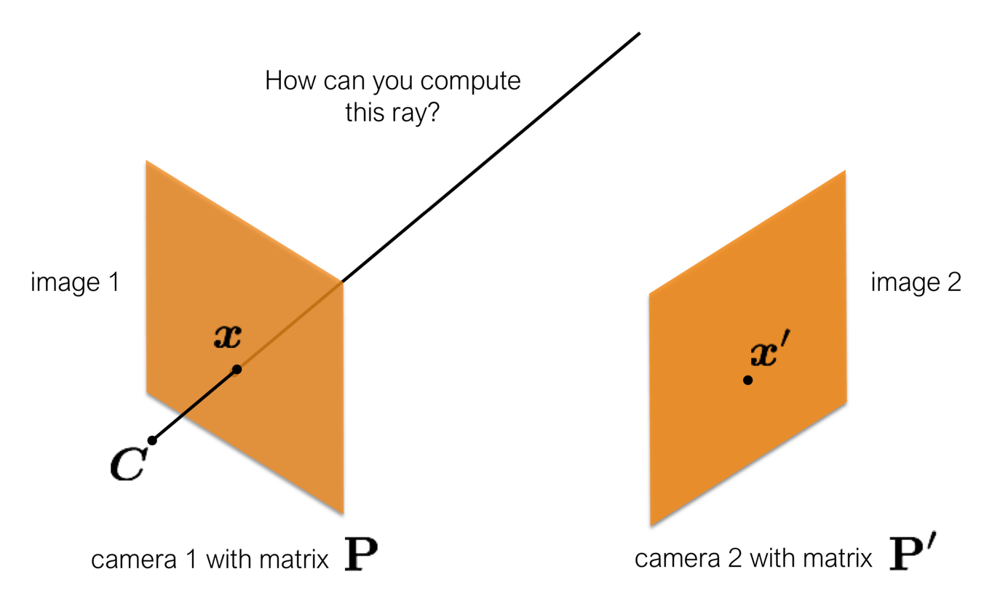 How can you compute
this ray?
image 1
image 2
x
x′
C
camera 1 with matrix P
camera 2 with matrix P′